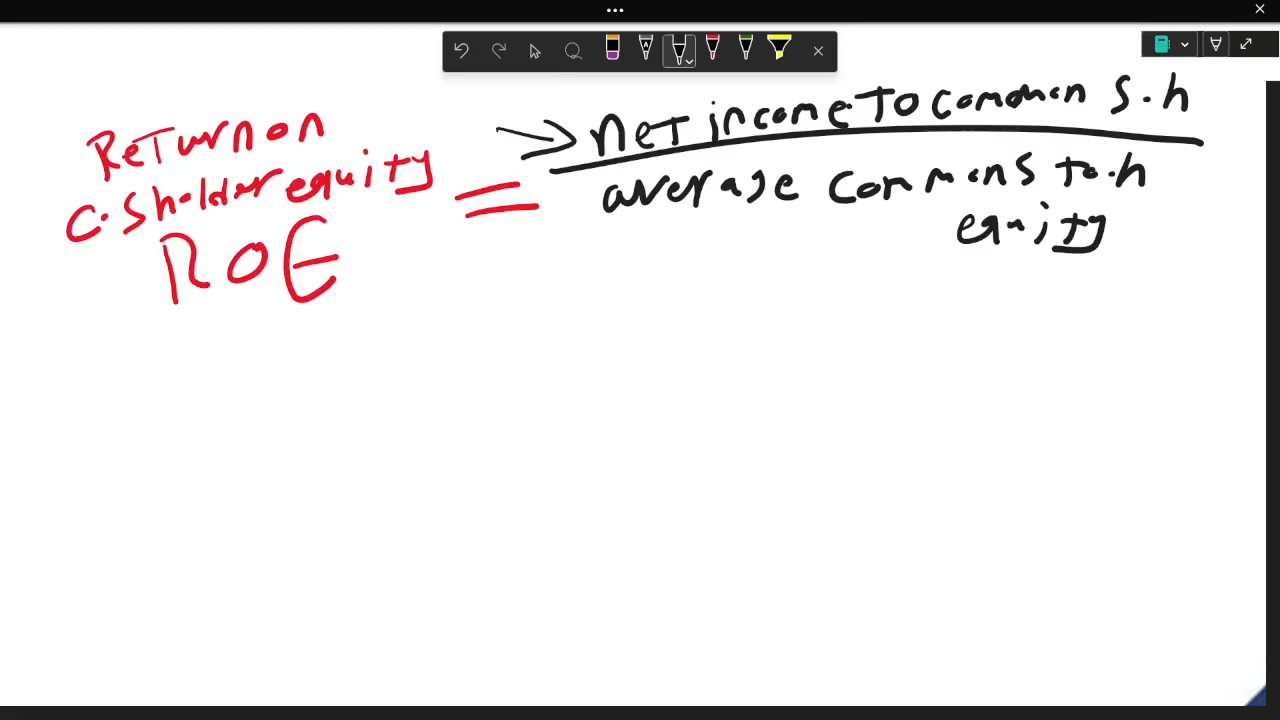 Return on
C. Sholder equity
ROE
=
→ net income To common S.h
average commons to.h
equity